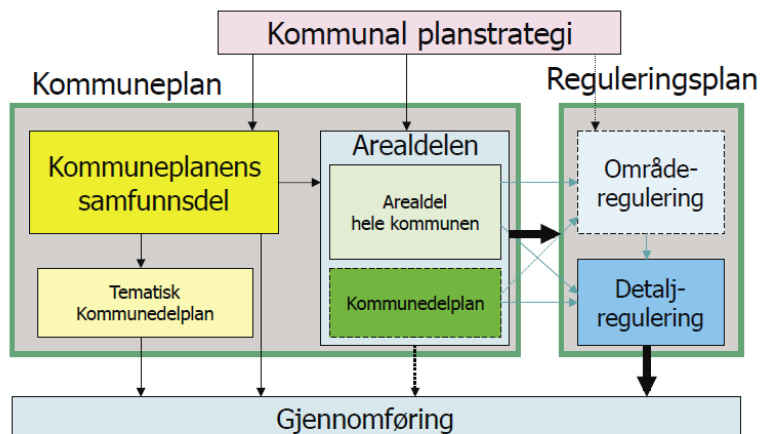 Kommunal planstrategi
Kommuneplan
Reguleringsplan
Kommuneplanens
samfunnsdel
Tematisk
Kommunedelplan
Arealdelen
Arealdel
hele kommunen
Kommunedelplan
Område-
regulering
Detalj-
regulering
Gjennomføring